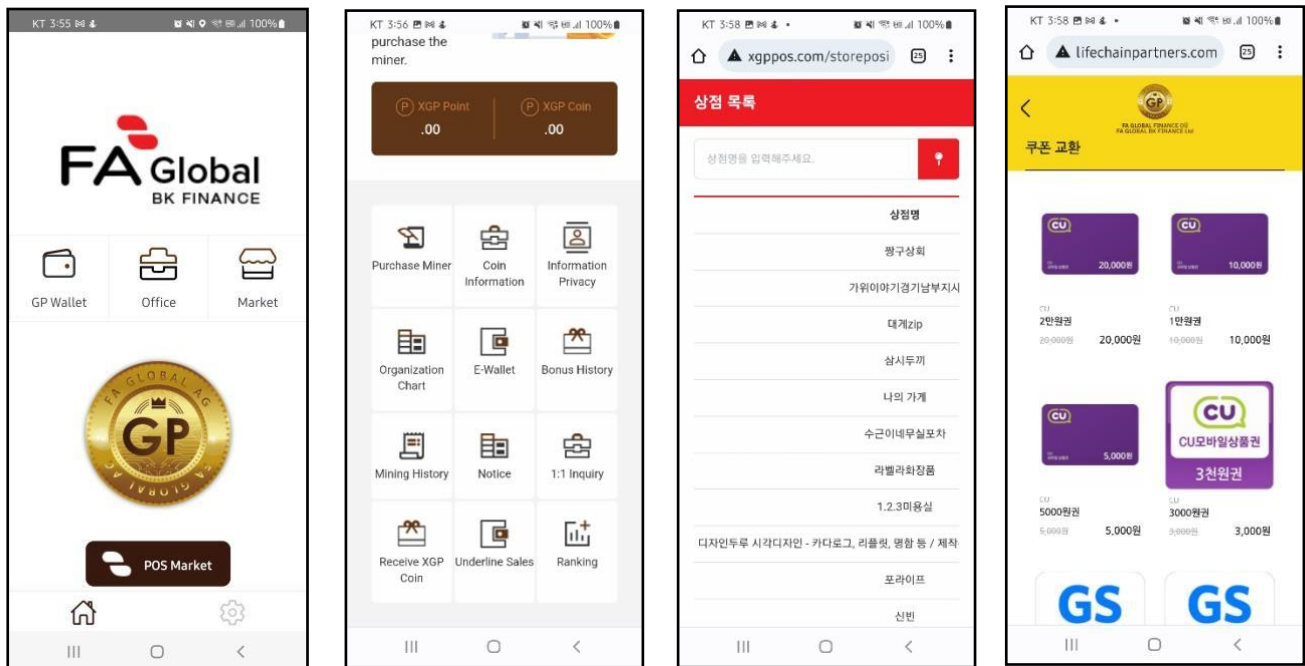 KT 3:55
100%
FA Global
BK FINANCE
GP Wallet
Office
Market
FA GLOBAL AG
GP
FA GLOBAL
POS Market
KT 3:56
100%
purchase the
miner.
P XGP Point
P XGP Coin
.00
.00
Purchase Miner
Coin
Information
Information
Privacy
Organization
Chart
E-Wallet
Bonus History
Mining History
Notice
1:1 Inquiry
Receive XGP
Coin
Underline Sales
Ranking
KT 3:58
100%
xgppos.com/storeposi
25
상점 목록
상점명을 입력해주세요.
상점명
짱구상회
가위이야기경기남부지사
대게zip
삼시두끼
나의 가게
수근이네무실포차
라벨라화장품
1.2.3미용실
디자인두루 시각디자인 - 카다로그, 리플릿, 명함 등 / 제작
포라이프
신빈
KT 3:58
100%
lifechainpartners.com
25
GP
FA GLOBAL FINANCE OÜ
FA GLOBAL BK FINANCE Ltd
쿠폰 교환
CU
20,000원
CU
10,000원
CU
2만원권
20,000원 20,000원
CU
1만원권
10,000원 10,000원
CU
5,000원
CU
CU모바일상품권
3천원권
CU
5000원권
5,000원 5,000원
CU
3000원권
3,000원 3,000원
GS
GS